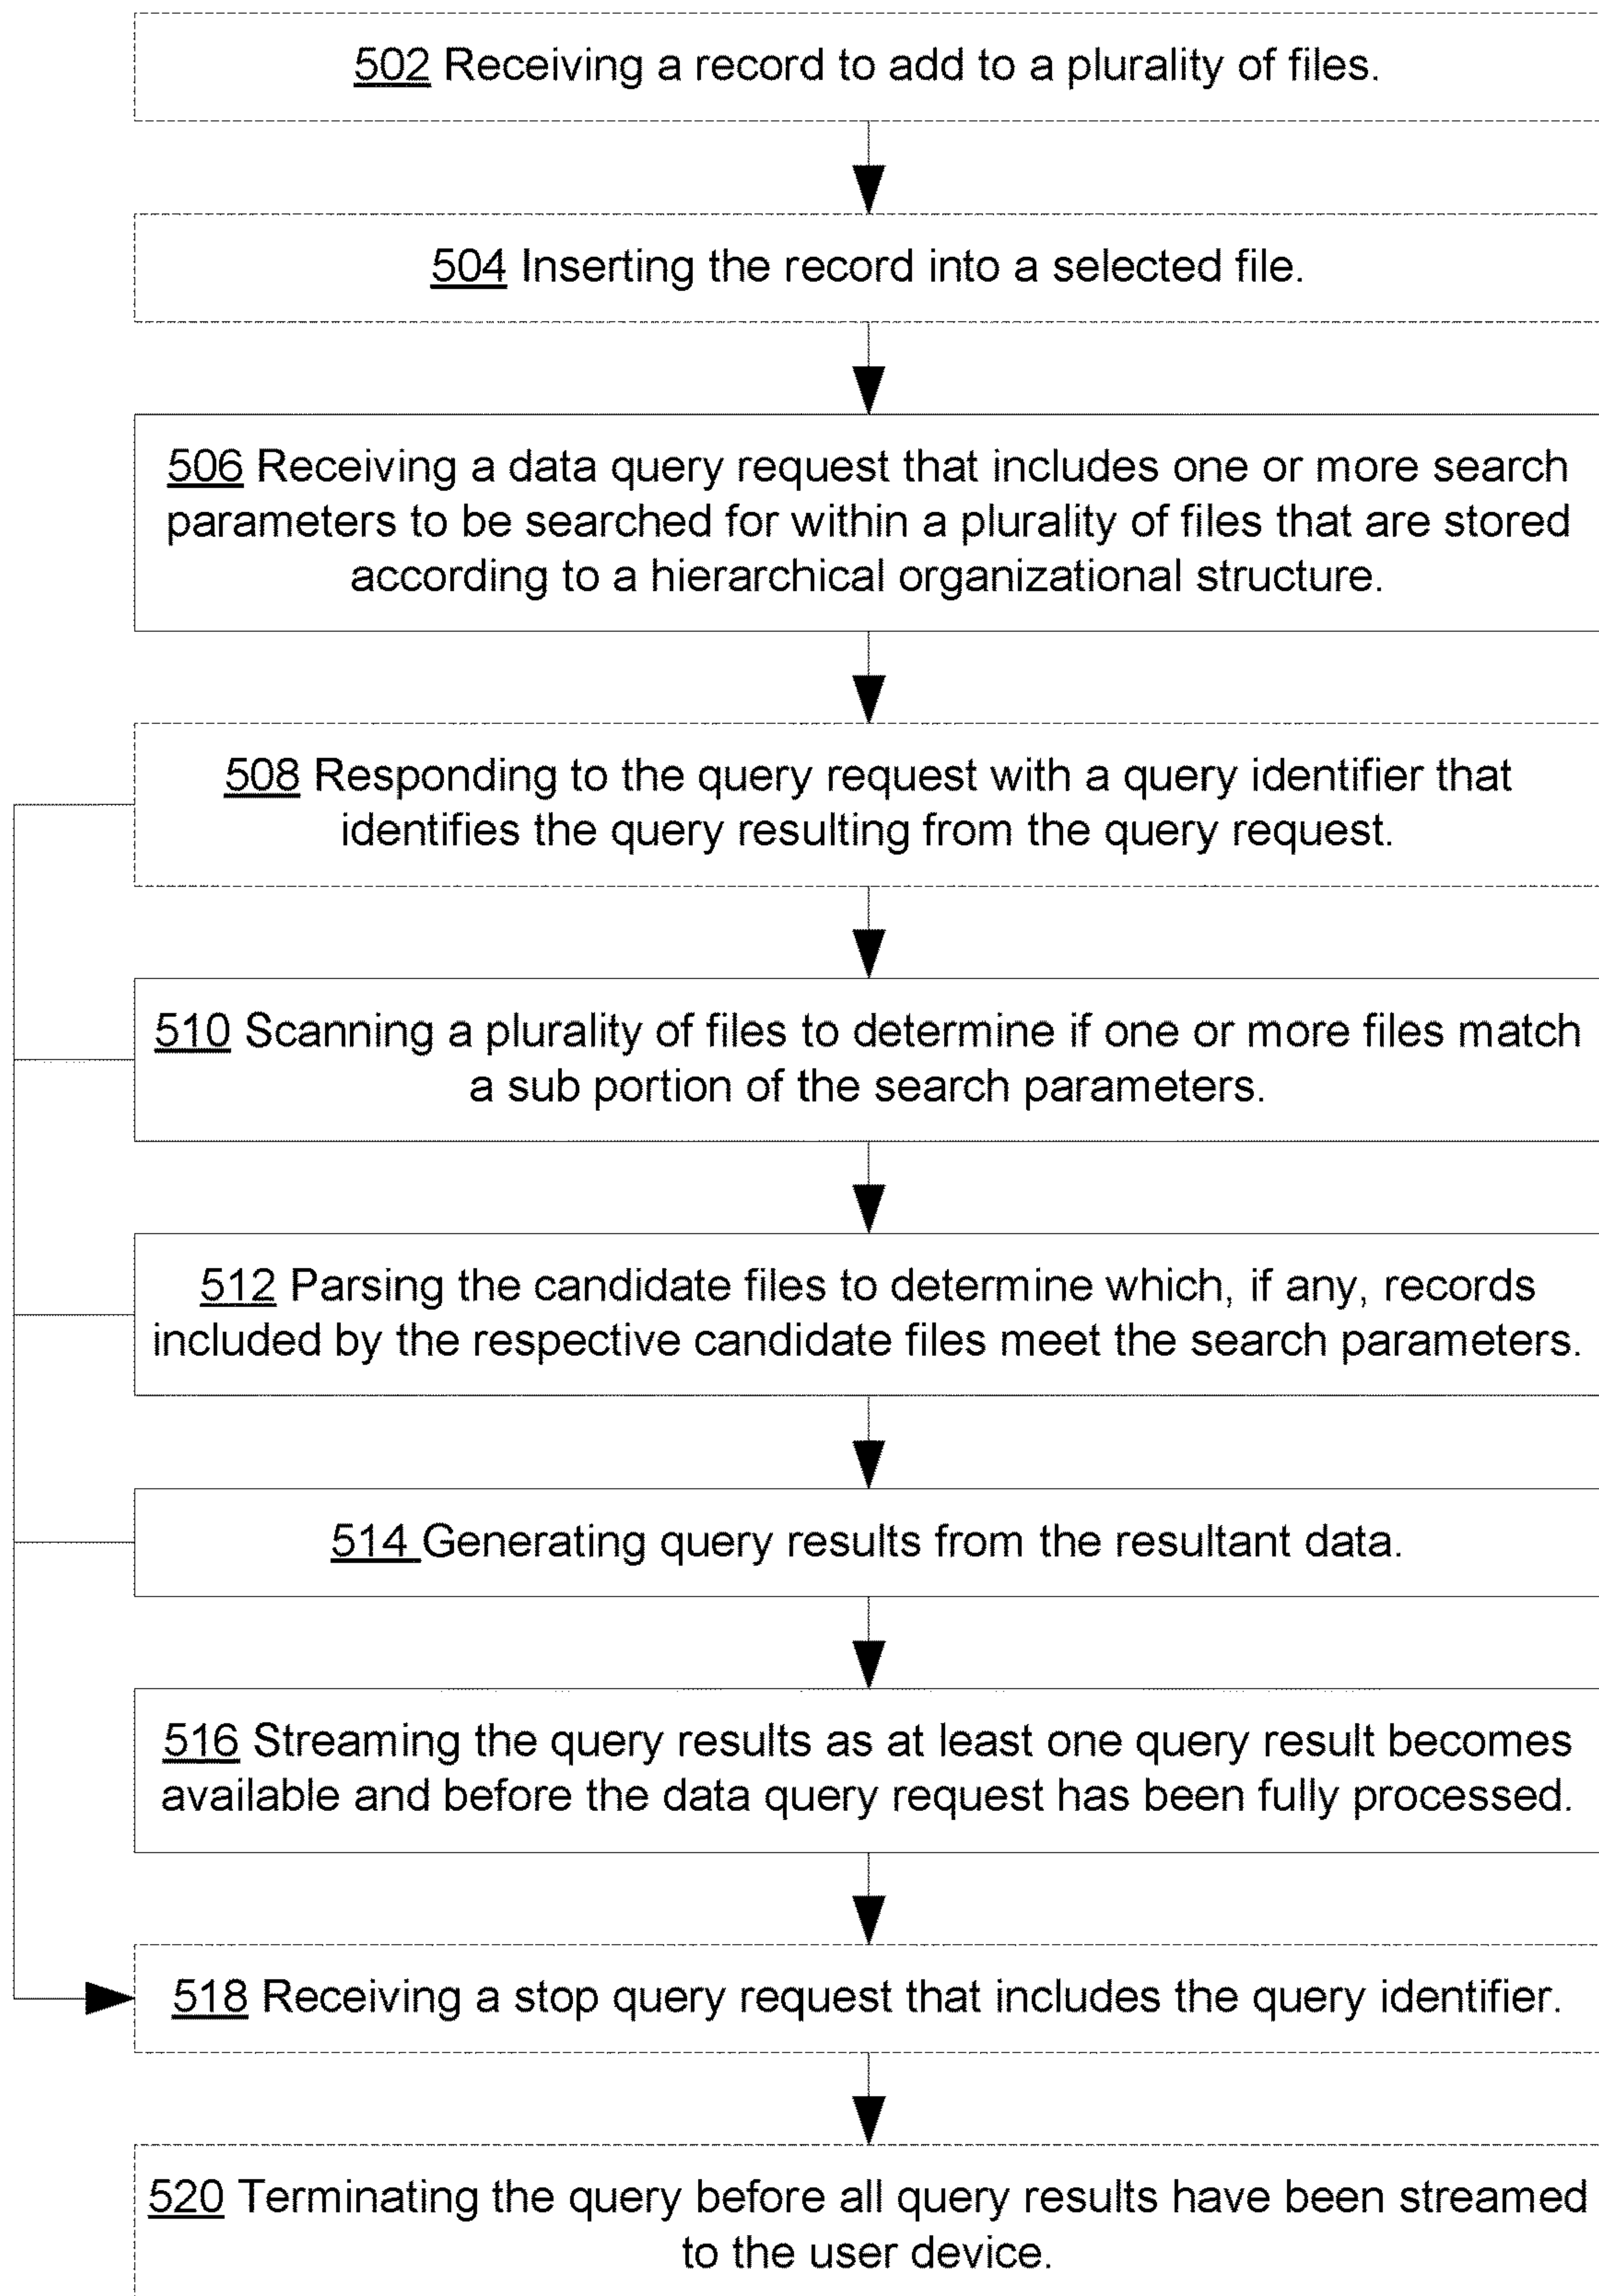 502 Receiving a record to add to a plurality of files.
504 Inserting the record into a selected file.
506 Receiving a data query request that includes one or more search
parameters to be searched for within a plurality of files that are stored
according to a hierarchical organizational structure.
508 Responding to the query request with a query identifier that
identifies the query resulting from the query request.
510 Scanning a plurality of files to determine if one or more files match
a sub portion of the search parameters.
512 Parsing the candidate files to determine which, if any, records
included by the respective candidate files meet the search parameters.
514 Generating query results from the resultant data.
516 Streaming the query results as at least one query result becomes
available and before the data query request has been fully processed.
518 Receiving a stop query request that includes the query identifier.
520 Terminating the query before all query results have been streamed
to the user device.